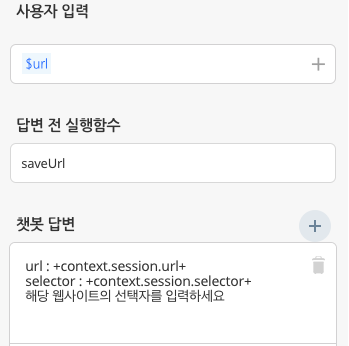 사용자 입력
$url
답변 전 실행함수
saveUrl
챗봇 답변
url : +context.session.url+
selector : +context.session.selector+
해당 웹사이트의 선택자를 입력하세요